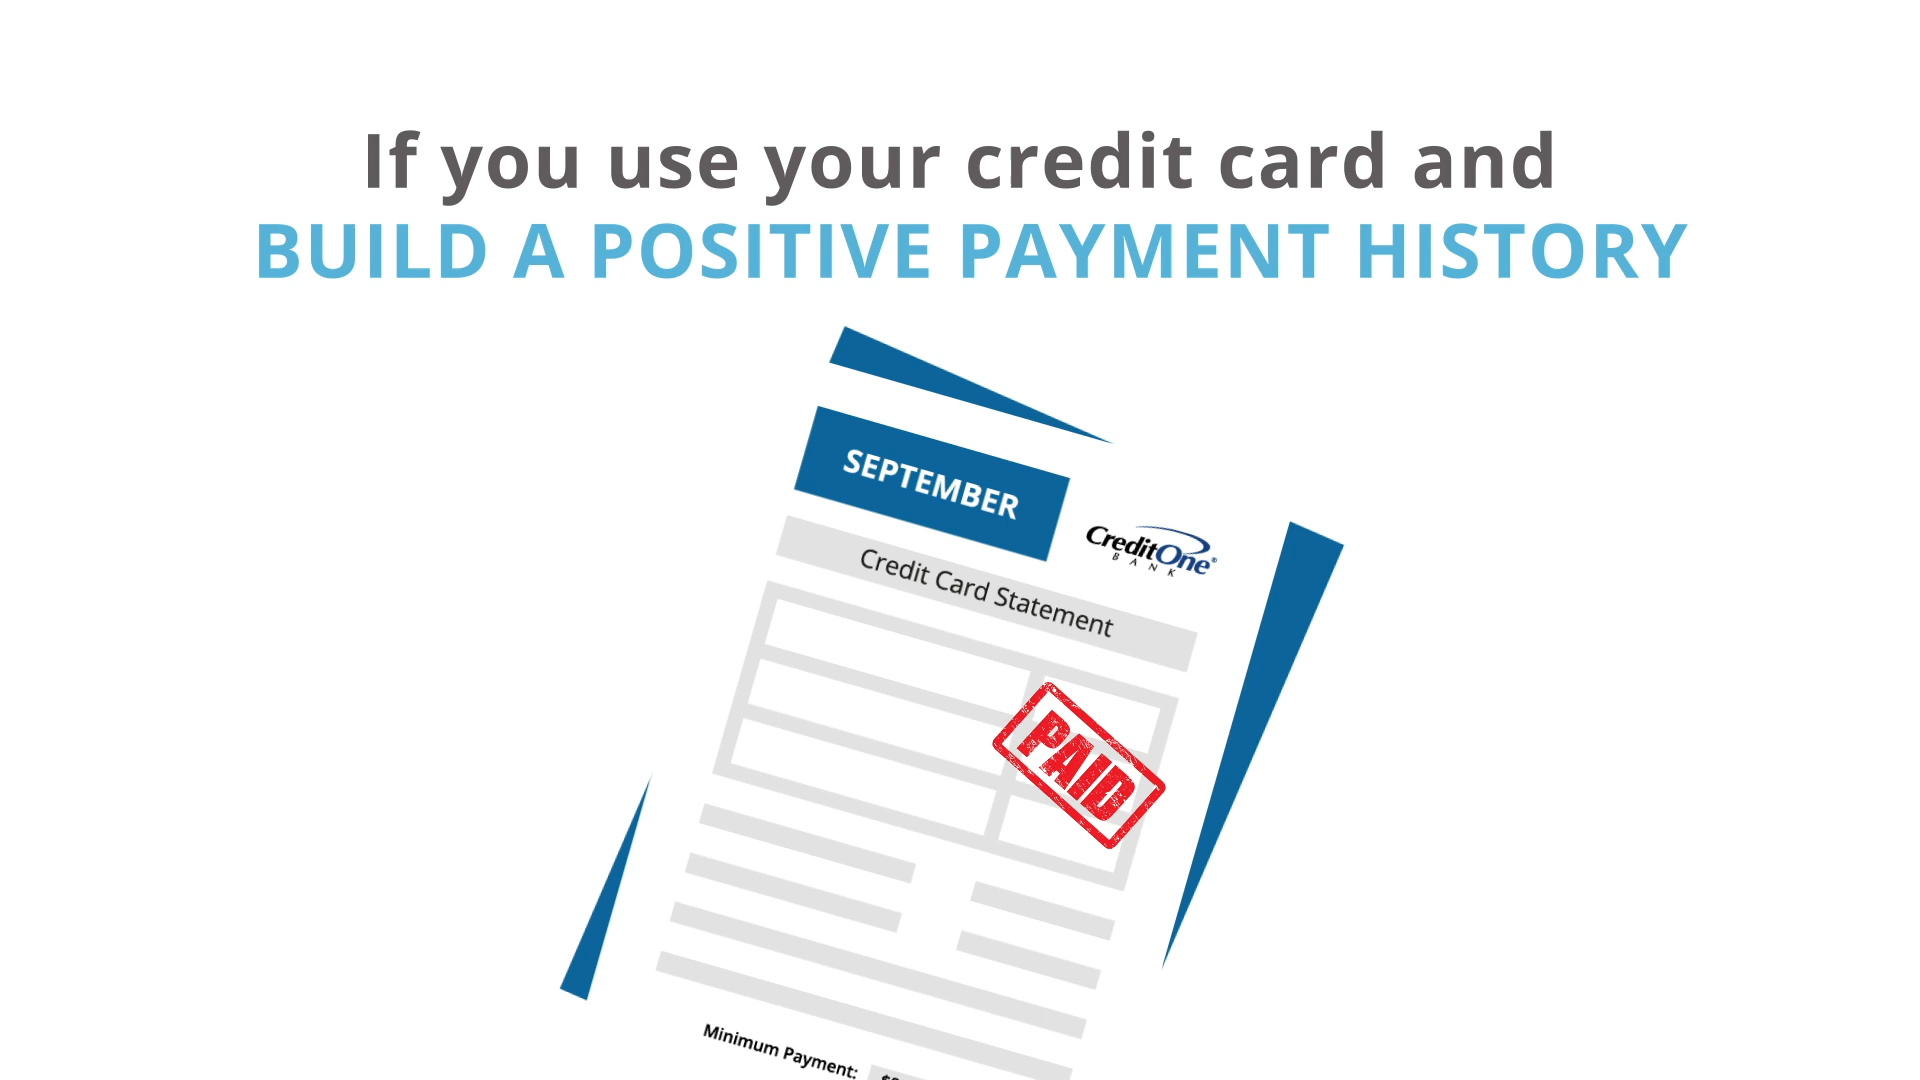 If you use your credit card and
BUILD A POSITIVE PAYMENT HISTORY
SEPTEMBER
CreditOne®
BANK
Credit Card Statement
PAID
Minimum Payment: